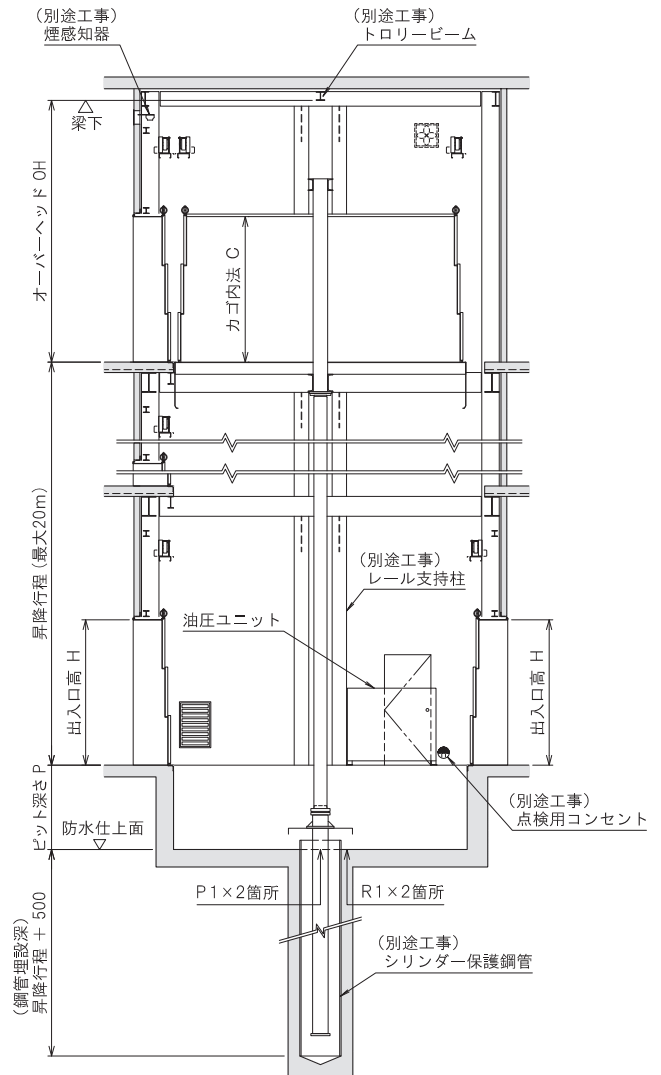 (別途工事)
煙感知器
(別途工事)
トロリービーム
梁下
オーバーヘッド OH
カゴ内法 C
昇降行程 (最大20m)
(別途工事)
レール支持柱
油圧ユニット
出入口高 H
出入口高 H
ピット深さ P
(別途工事)
点検用コンセント
防水仕上面
P1×2箇所
R1×2箇所
(鋼管埋設深)
昇降行程 + 500
(別途工事)
シリンダー保護鋼管